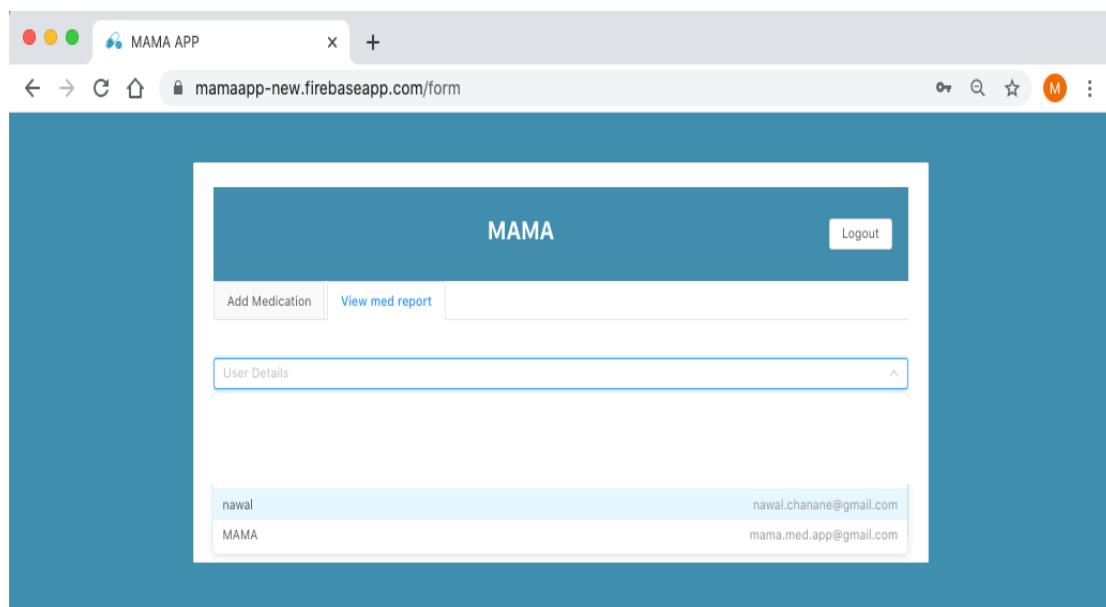 MAMA APP
mamaapp-new.firebaseapp.com/form
M
MAMA
Logout
Add Medication View med report
User Details
nawal nawal.chanane@gmail.com
MAMA mama.med.app@gmail.com